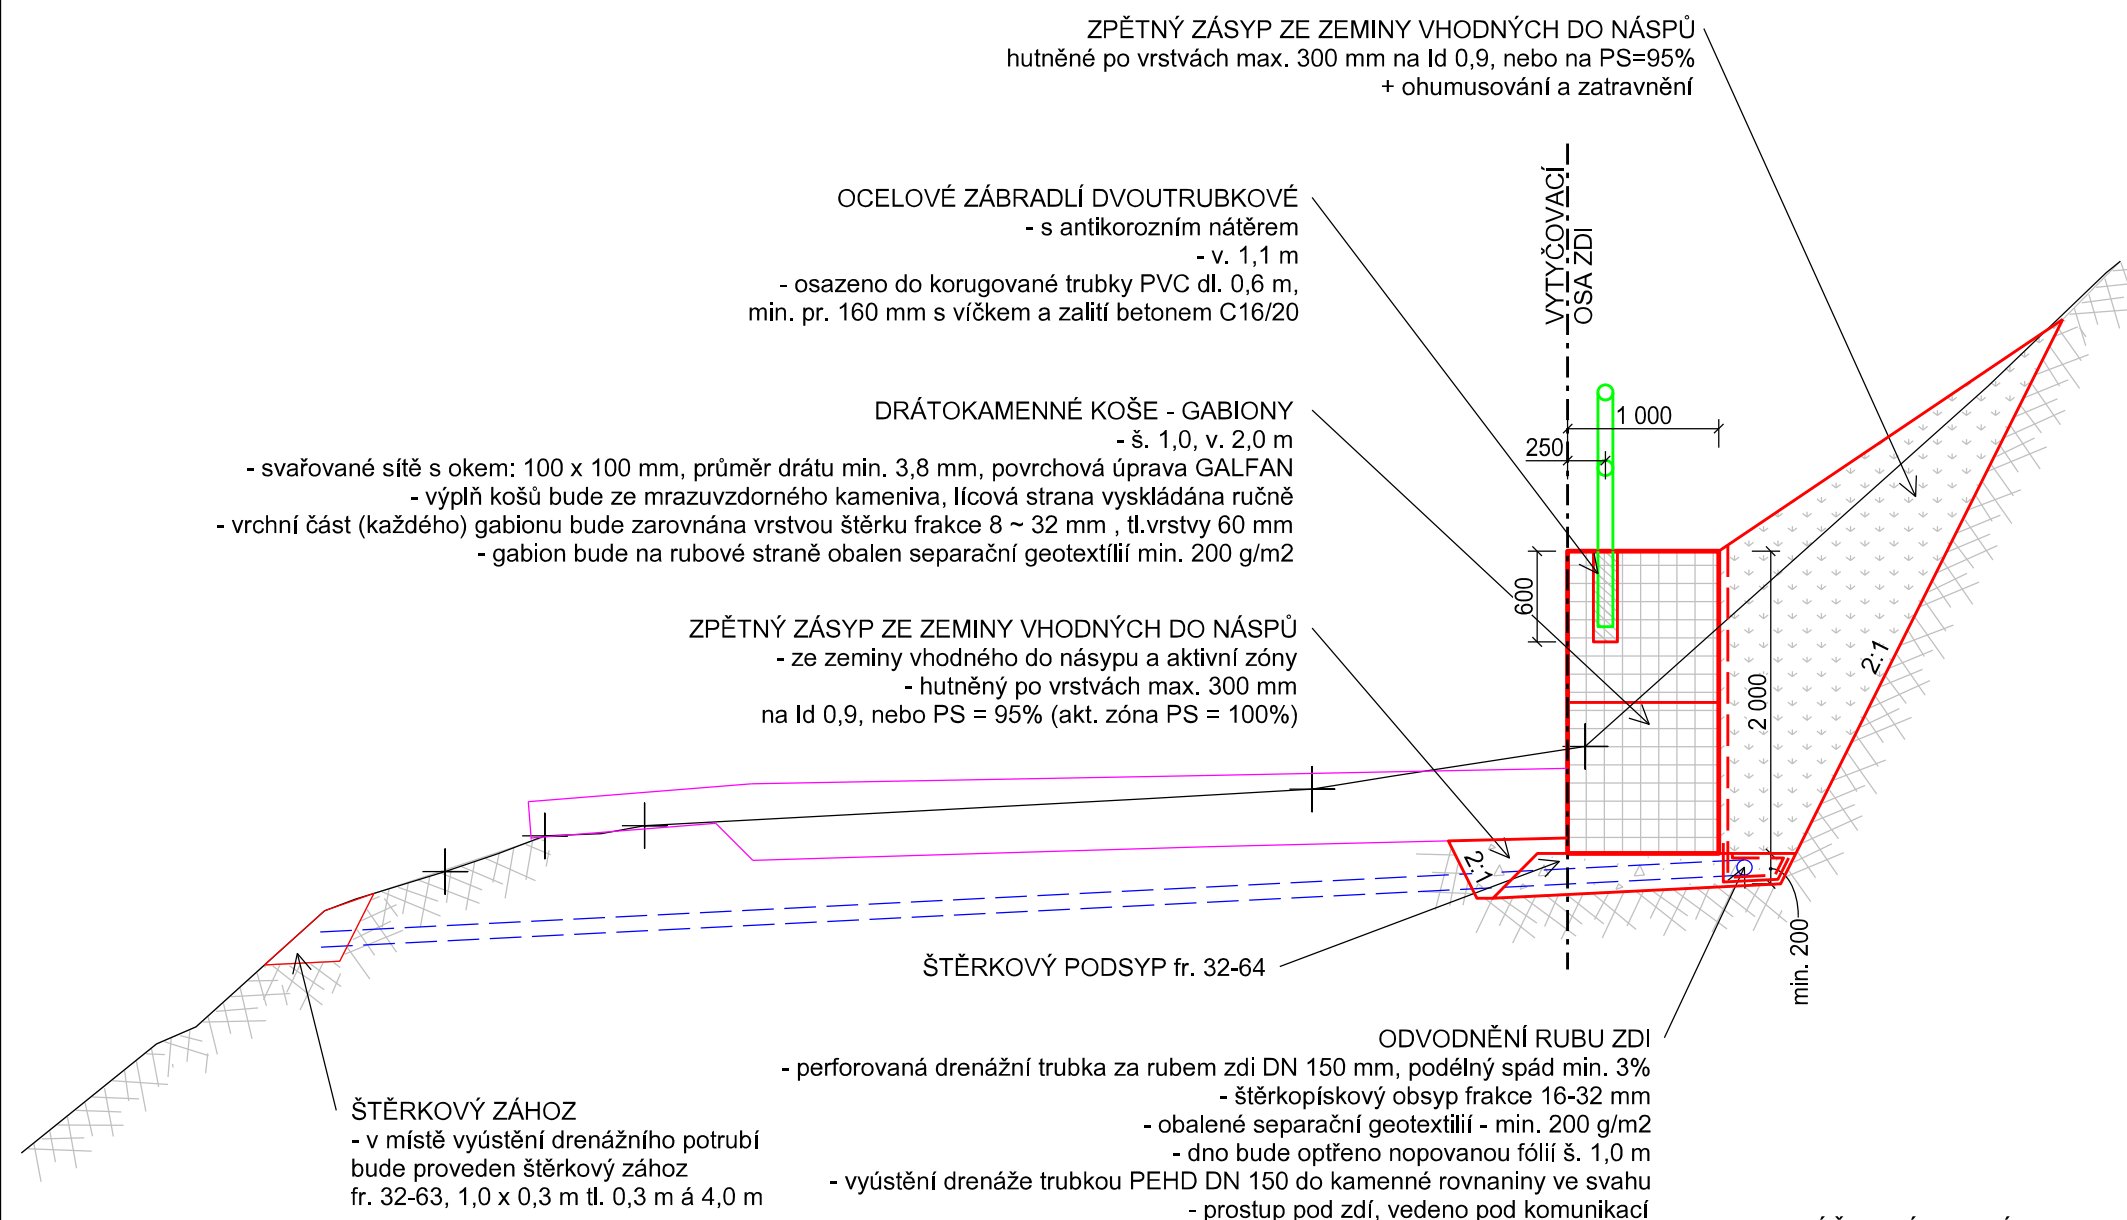 ZPĚTNÝ ZÁSYP ZE ZEMINY VHODNÝCH DO NÁSPŮ
hutněné po vrstvách max. 300 mm na Id 0,9, nebo na PS=95%
+ ohumusování a zatravnění
OCELOVÉ ZÁBRADLÍ DVOUTRUBKOVÉ
- s antikorozním nátěrem
- v. 1,1 m
- osazeno do korugované trubky PVC dl. 0,6 m,
min. pr. 160 mm s víčkem a zalití betonem C16/20
VYTYČOVACÍ
OSA ZDI
DRÁTOKAMENNÉ KOŠE - GABIONY
- š. 1,0, v. 2,0 m
- svařované sítě s okem: 100 x 100 mm, průměr drátu min. 3,8 mm, povrchová úprava GALFAN
- výplň košů bude ze mrazuvzdorného kameniva, lícová strana vyskládána ručně
- vrchní část (každého) gabionu bude zarovnána vrstvou štěrku frakce 8 ~ 32 mm , tl.vrstvy 60 mm
- gabion bude na rubové straně obalen separační geotextílií min. 200 g/m2
1 000
250
600
2 000
2:1
ZPĚTNÝ ZÁSYP ZE ZEMINY VHODNÝCH DO NÁSPŮ
- ze zeminy vhodného do násypu a aktivní zóny
- hutněný po vrstvách max. 300 mm
na Id 0,9, nebo PS = 95% (akt. zóna PS = 100%)
2:1
min. 200
ŠTĚRKOVÝ PODSYP fr. 32-64
ODVODNĚNÍ RUBU ZDI
- perforovaná drenážní trubka za rubem zdi DN 150 mm, podélný spád min. 3%
- štěrkopískový obsyp frakce 16-32 mm
- obalené separační geotextilií - min. 200 g/m2
- dno bude optřeno nopovanou fólií š. 1,0 m
- vyústění drenáže trubkou PEHD DN 150 do kamenné rovnaniny ve svahu
- prostup pod zdí, vedeno pod komunikací
ŠTĚRKOVÝ ZÁHOZ
- v místě vyústění drenážního potrubí
bude proveden štěrkový zához
fr. 32-63, 1,0 x 0,3 m tl. 0,3 m á 4,0 m